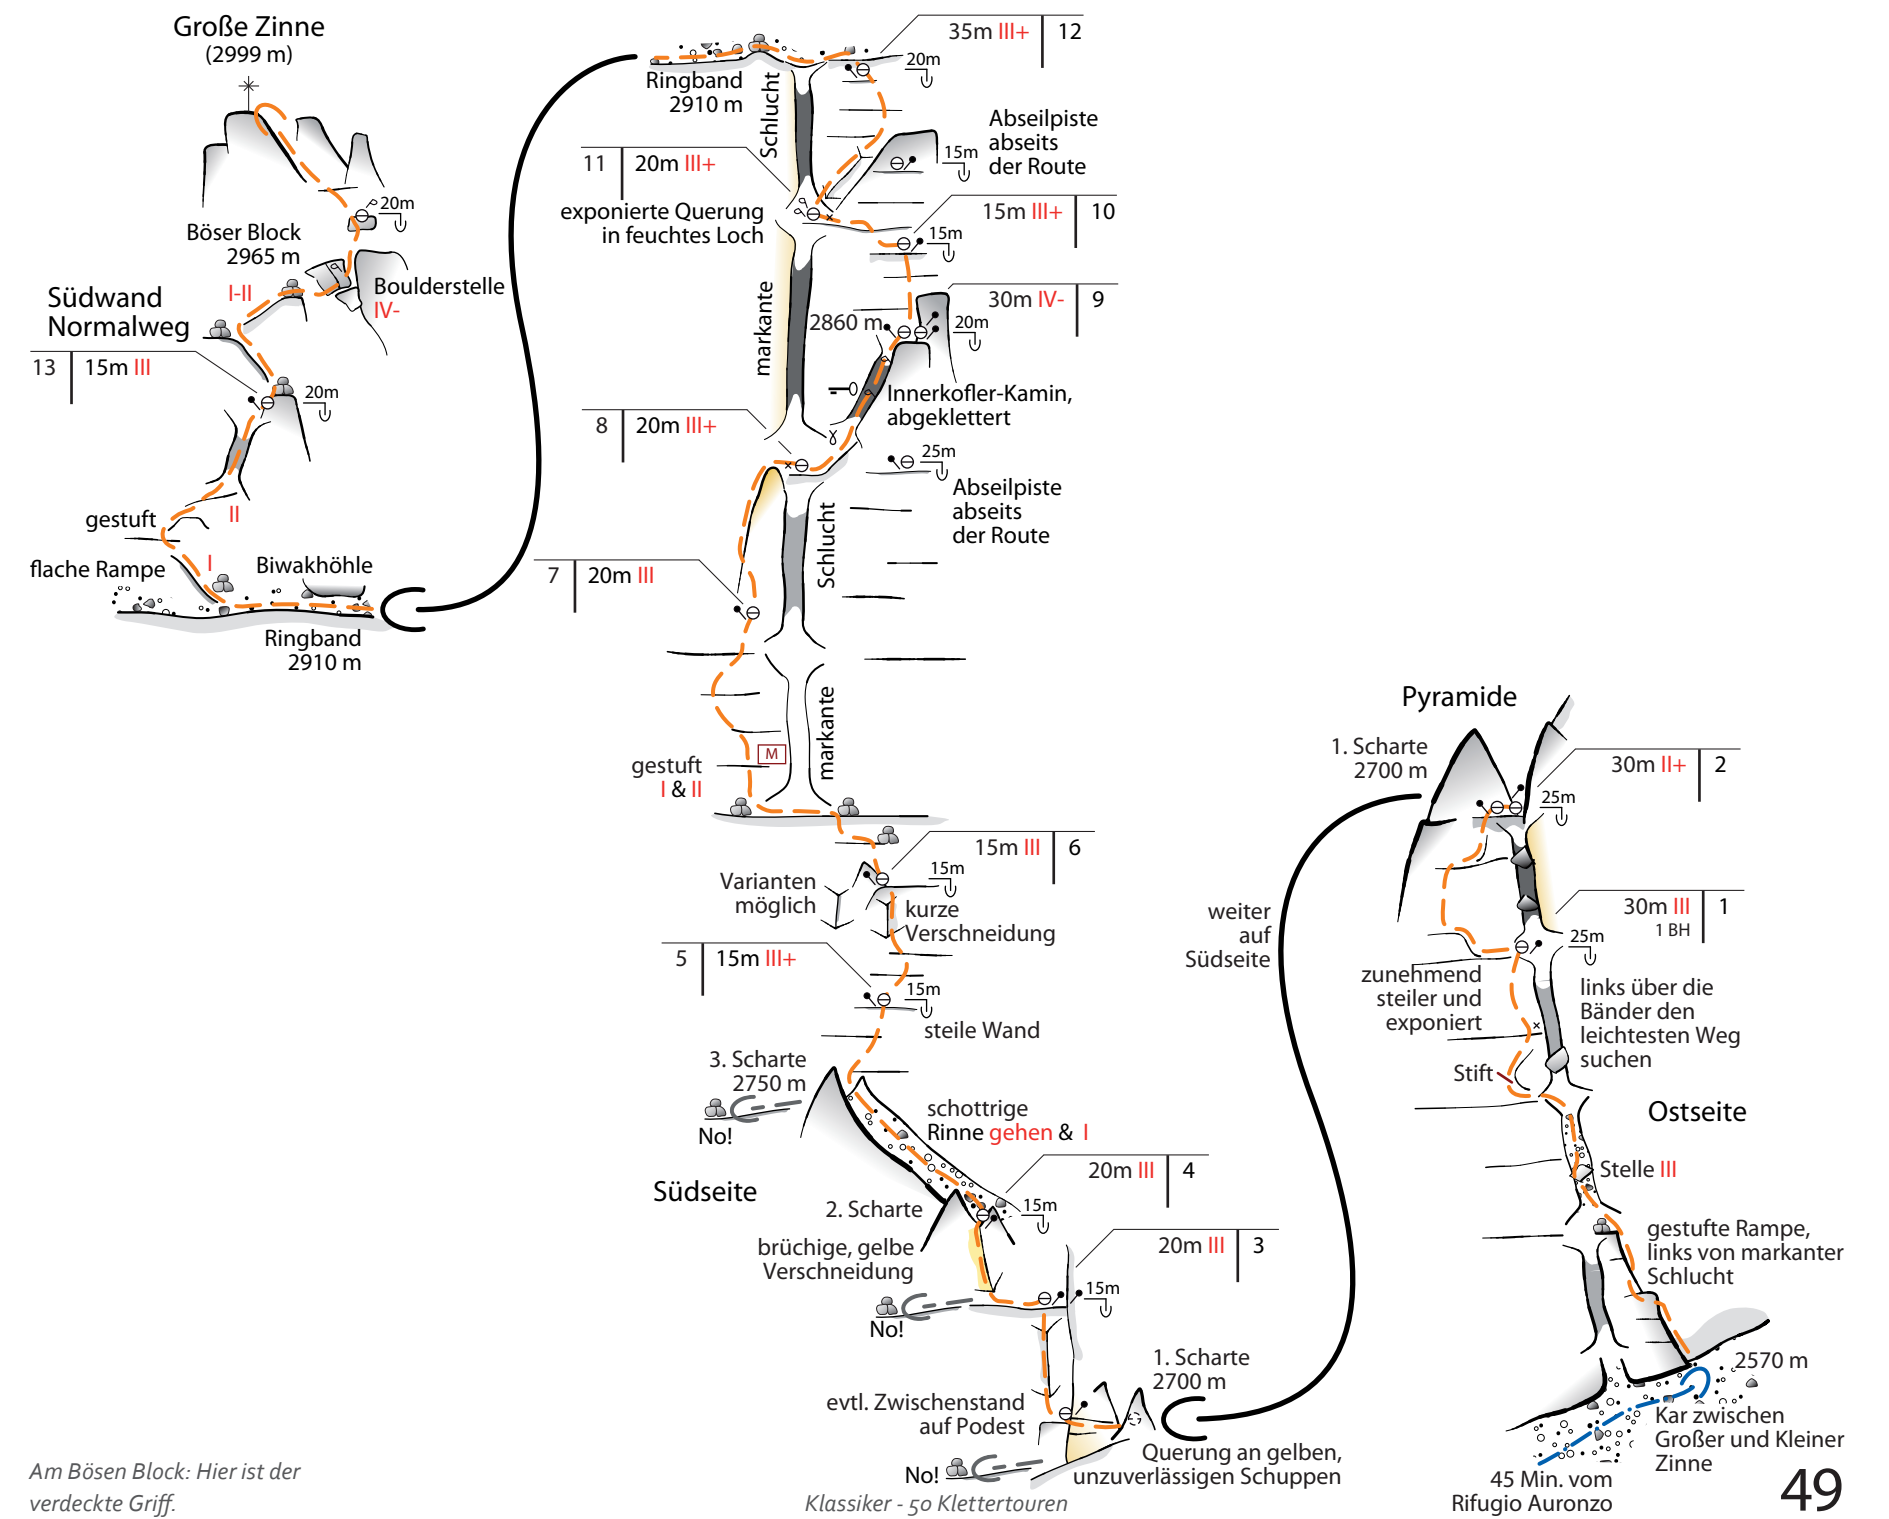 Große Zinne
(2999 m)
20m
Böser Block
2965 m
I-II
Boulderstelle
IV-
Südwand
Normalweg
13 15m III
20m
II
gestuft
flache Rampe
I
Biwakhöhle
Ringband
2910 m
35m III+ 12
20m
Ringband
2910 m
Schlucht
Abseilpiste
abseits
der Route
15m
11 20m III+
exponierte Querung
in feuchtes Loch
15m III+ 10
15m
markante
30m IV- 9
2860 m
20m
Innerkofler-Kamin,
abgeklettert
8 20m III+
25m
Abseilpiste
abseits
der Route
Schlucht
7 20m III
markante
M
gestuft
I & II
15m III 6
15m
Varianten
möglich
kurze
Verschneidung
5 15m III+
15m
steile Wand
3. Scharte
2750 m
No!
schottrige
Rinne gehen & I
20m III 4
15m
Südseite
2. Scharte
brüchige, gelbe
Verschneidung
20m III 3
15m
No!
1. Scharte
2700 m
evtl. Zwischenstand
auf Podest
No!
Querung an gelben,
unzuverlässigen Schuppen
weiter
auf
Südseite
Pyramide
1. Scharte
2700 m
30m II+ 2
25m
30m III 1
1 BH
25m
zunehmend
steiler und
exponiert
links über die
Bänder den
leichtesten Weg
suchen
Stift
Ostseite
Stelle III
gestufte Rampe,
links von markanter
Schlucht
2570 m
Kar zwischen
Großer und Kleiner
Zinne
45 Min. vom
Rifugio Auronzo
Am Bösen Block: Hier ist der
verdeckte Griff.
Klassiker - 50 Klettertouren
49